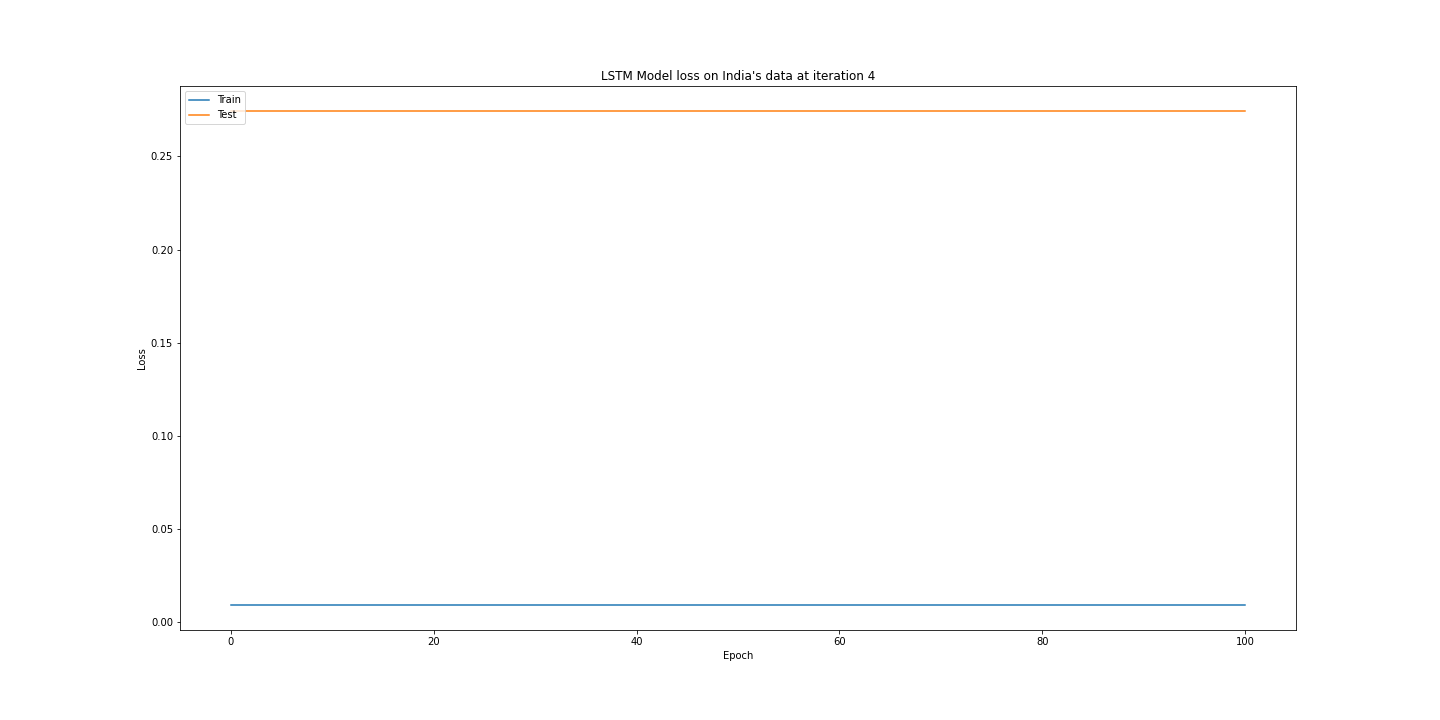 LSTM Model loss on India's data at iteration 4
Train
Test
0.25
0.20
0.15
0.10
0.05
0.00
Loss
0 20 40 60 80 100
Epoch